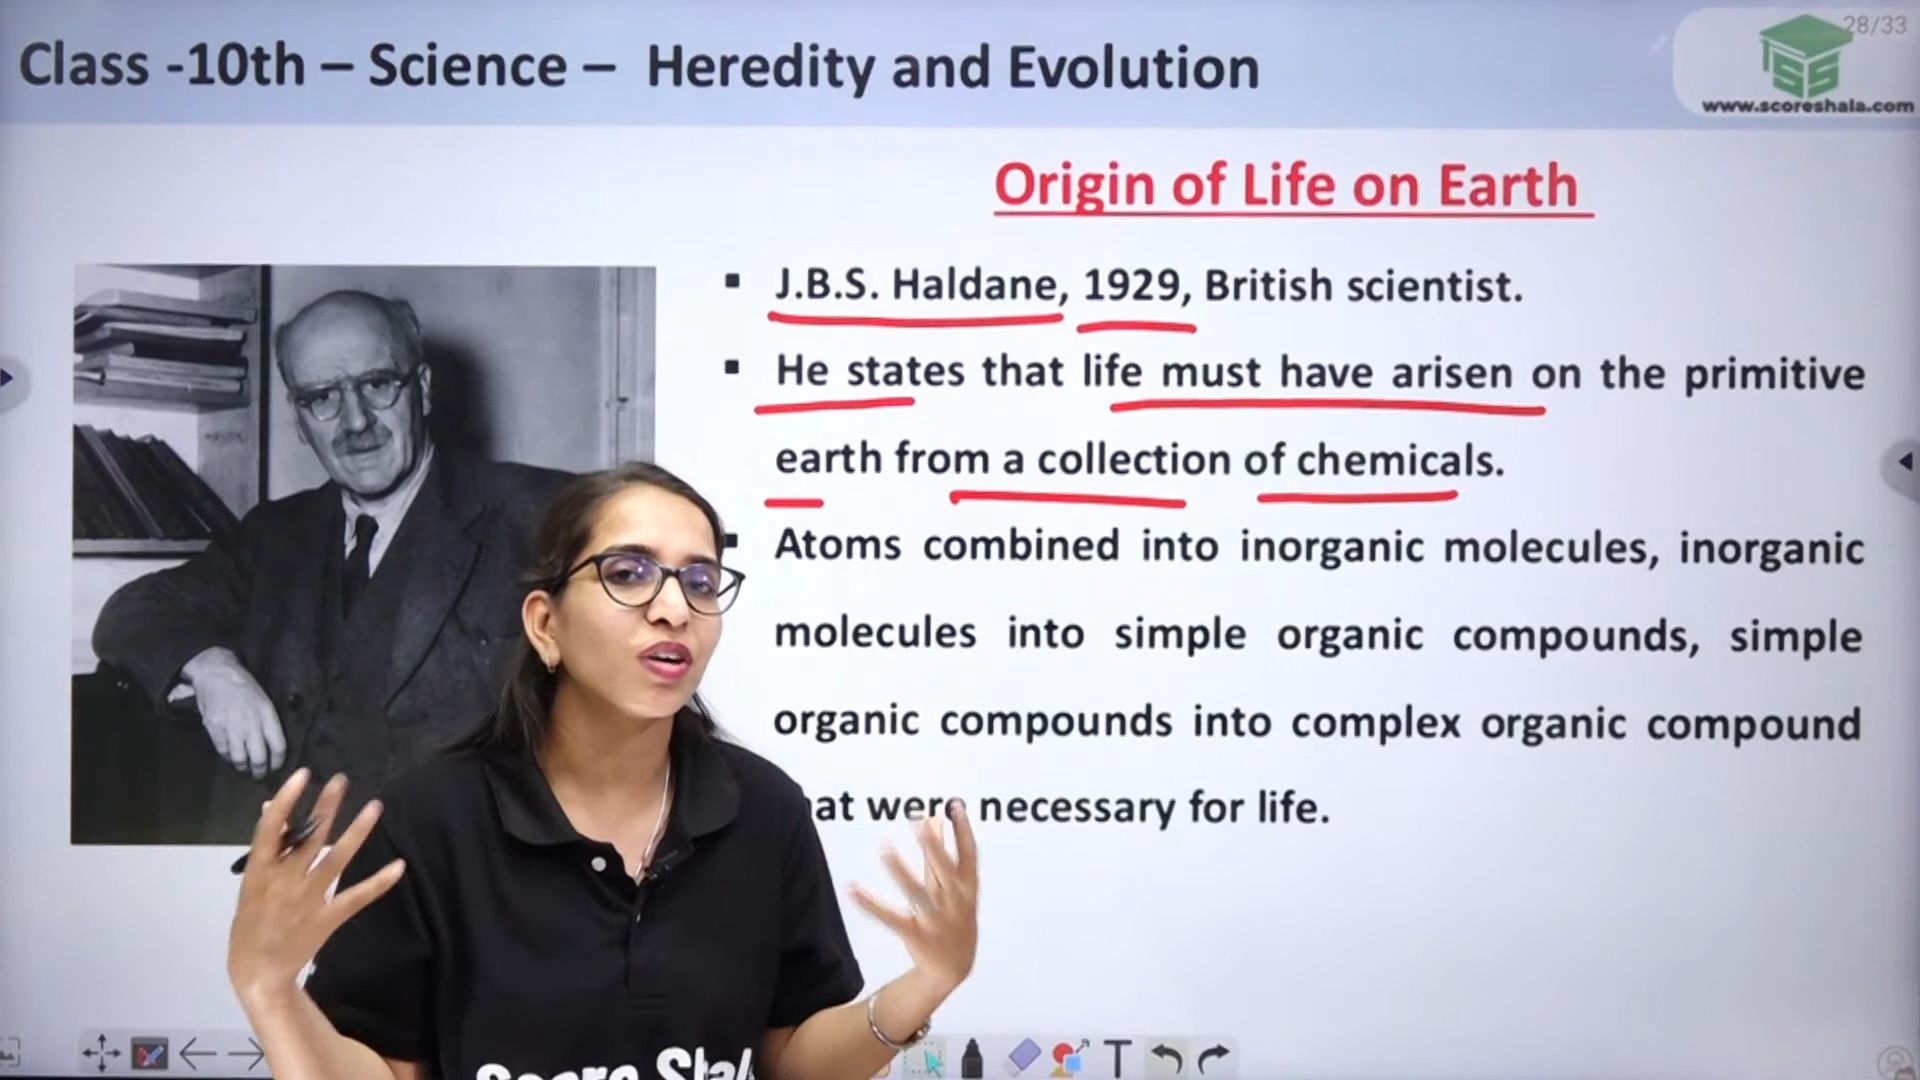 Class -10th – Science – Heredity and Evolution
28/33
SS
www.scoreshala.com
Origin of Life on Earth
▪ J.B.S. Haldane, 1929, British scientist.
▪ He states that life must have arisen on the primitive
earth from a collection of chemicals.
▪ Atoms combined into inorganic molecules, inorganic
molecules into simple organic compounds, simple
organic compounds into complex organic compound
were necessary for life.
T